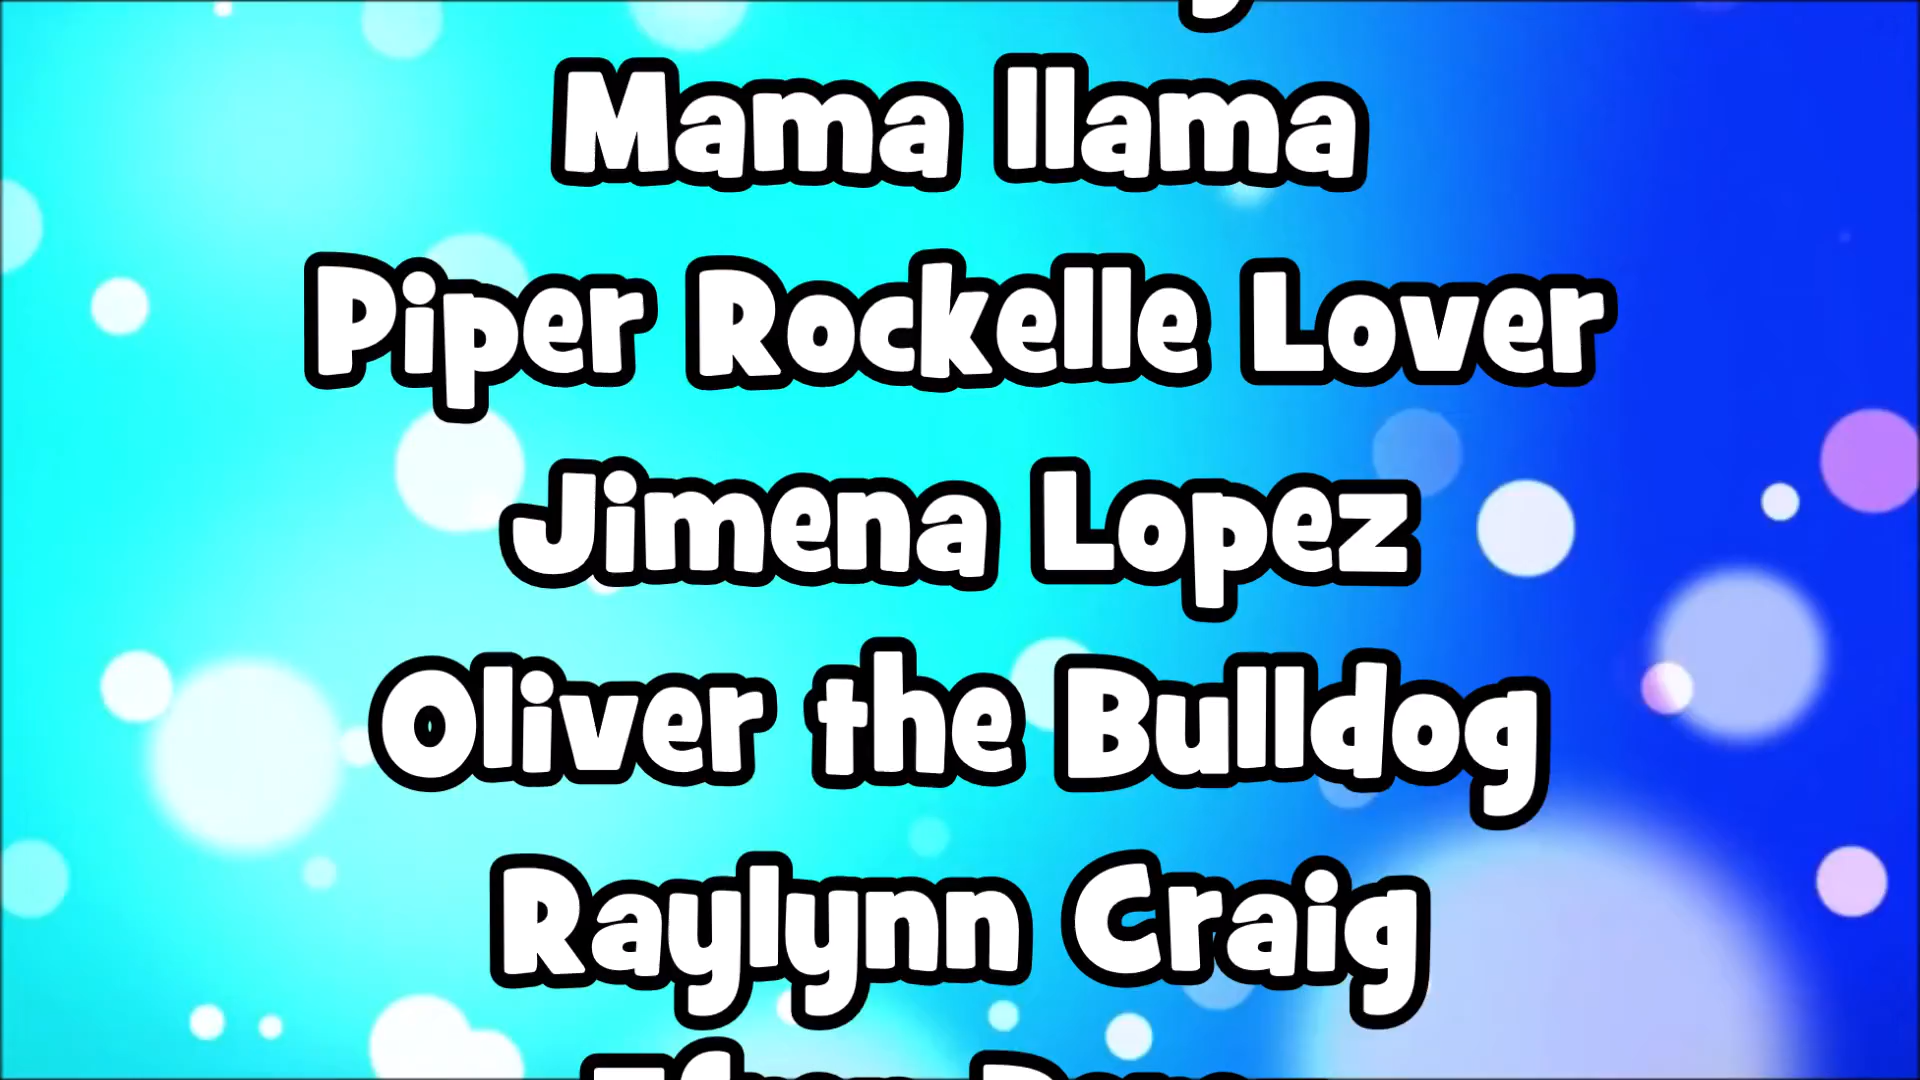 Mama llama
Piper Rockelle Lover
Jimena Lopez
Oliver the Bulldog
Raylynn Craig